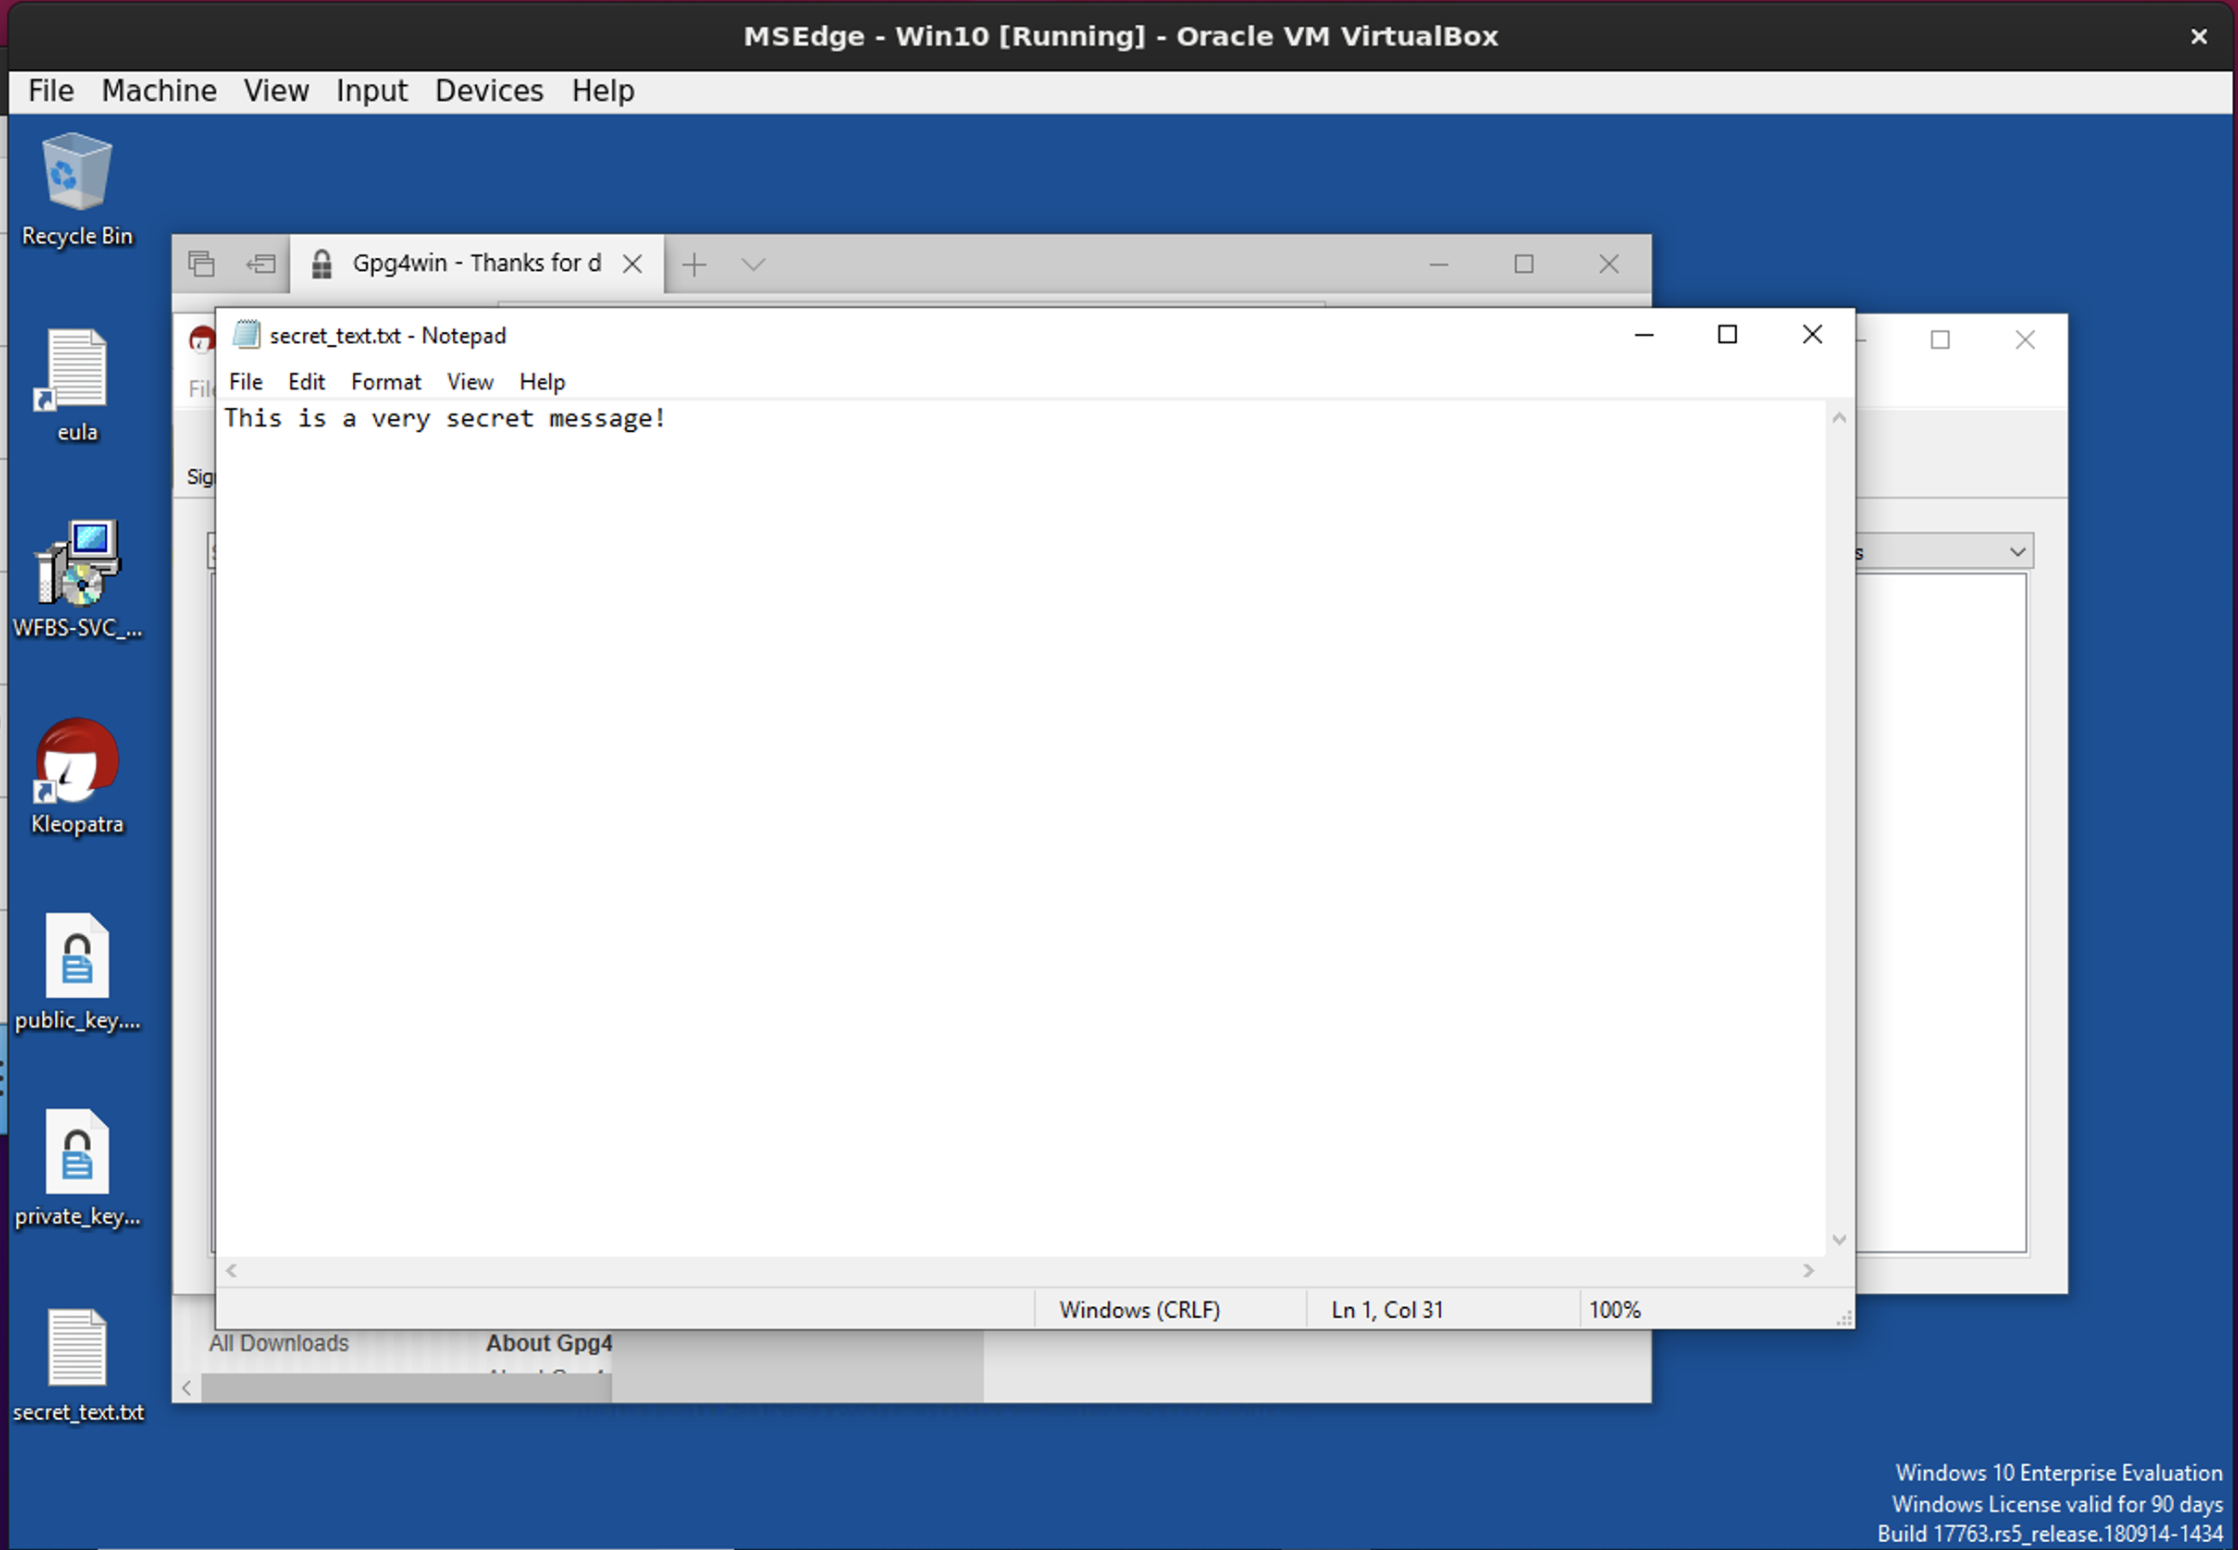 MSEdge - Win10 [Running] - Oracle VM VirtualBox
File Machine View Input Devices Help
Recycle Bin
eula
WFBS-SVC_...
Kleopatra
public_key....
private_key...
secret_text.txt
Gpg4win - Thanks for d
secret_text.txt - Notepad
File Edit Format View Help
This is a very secret message!
Windows (CRLF)
Ln 1, Col 31
100%
All Downloads
About Gpg4
Windows 10 Enterprise Evaluation
Windows License valid for 90 days
Build 17763.rs5_release.180914-1434